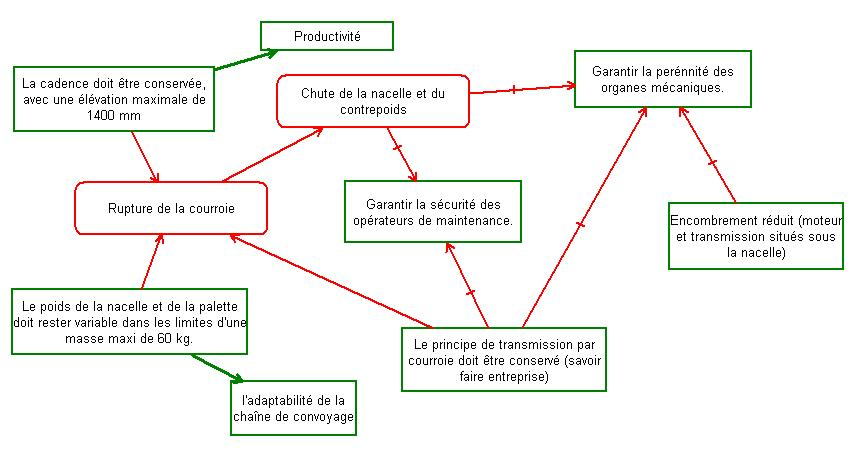 Productivité
La cadence doit être conservée,
avec une élévation maximale de
1400 mm
Chute de la nacelle et du
contrepoids
Garantir la perénnité des
organes mécaniques.
Rupture de la courroie
Garantir la sécurité des
opérateurs de maintenance.
Encombrement réduit (moteur
et transmission situés sous
la nacelle)
Le poids de la nacelle et de la palette
doit rester variable dans les limites d'une
masse maxi de 60 kg.
Le principe de transmission par
courroie doit être conservé (savoir
faire entreprise)
l'adaptabilité de la
chaîne de convoyage